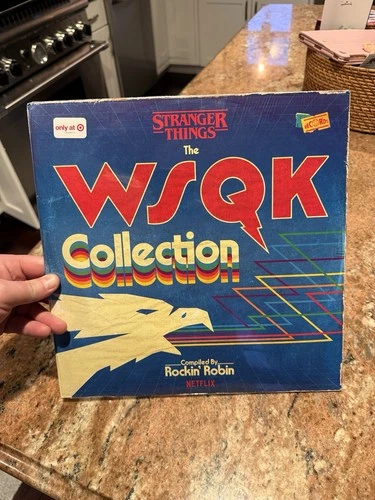 only at
STRANGER
THINGS
The
WSQK
Collection
Compiled By
Rockin' Robin
NETFLIX